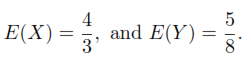 E(X) = 4/3, and E(Y) = 5/8.